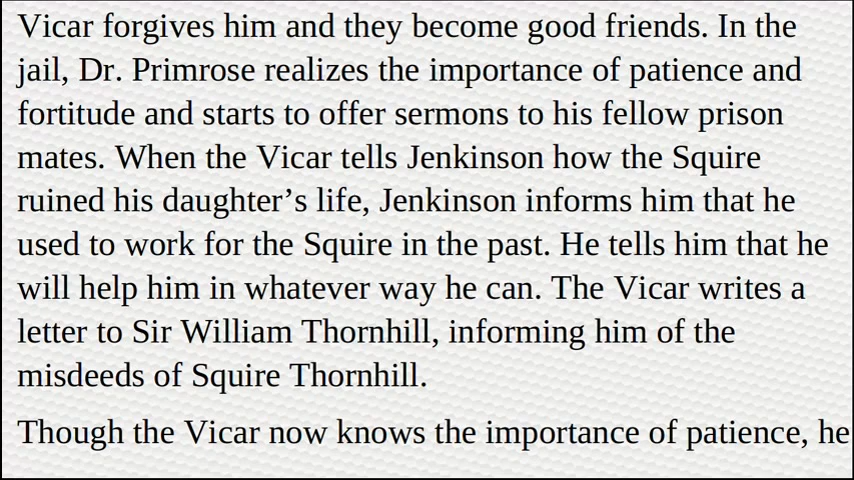 Vicar forgives him and they become good friends. In the
jail, Dr. Primrose realizes the importance of patience and
fortitude and starts to offer sermons to his fellow prison
mates. When the Vicar tells Jenkinson how the Squire
ruined his daughter’s life, Jenkinson informs him that he
used to work for the Squire in the past. He tells him that he
will help him in whatever way he can. The Vicar writes a
letter to Sir William Thornhill, informing him of the
misdeeds of Squire Thornhill.
Though the Vicar now knows the importance of patience, he